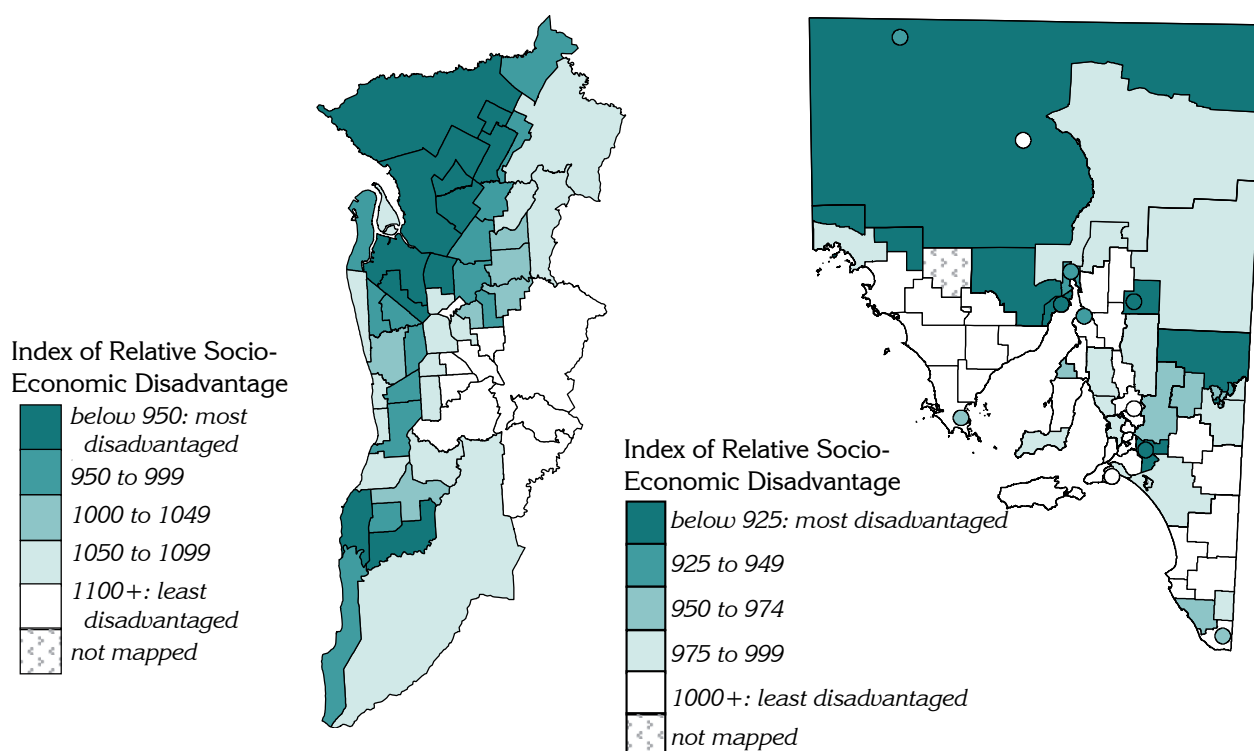 Index of Relative Socio-
Economic Disadvantage
below 950: most
disadvantaged
950 to 999
1000 to 1049
1050 to 1099
1100+: least
disadvantaged
not mapped
Index of Relative Socio-
Economic Disadvantage
below 925: most disadvantaged
925 to 949
950 to 974
975 to 999
1000+: least disadvantaged
not mapped